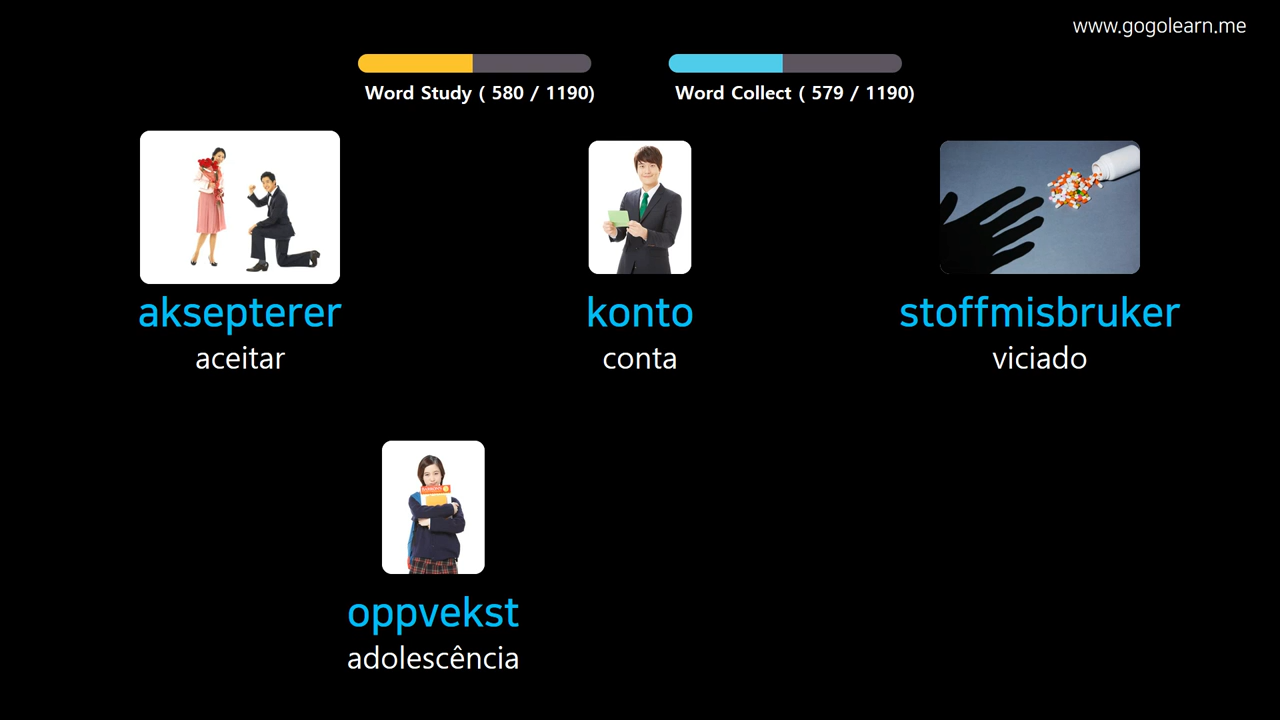 www.gogolearn.me
Word Study ( 580 / 1190)
Word Collect ( 579 / 1190)
aksepterer
aceitar
konto
conta
stoffmisbruker
viciado
oppvekst
adolescência